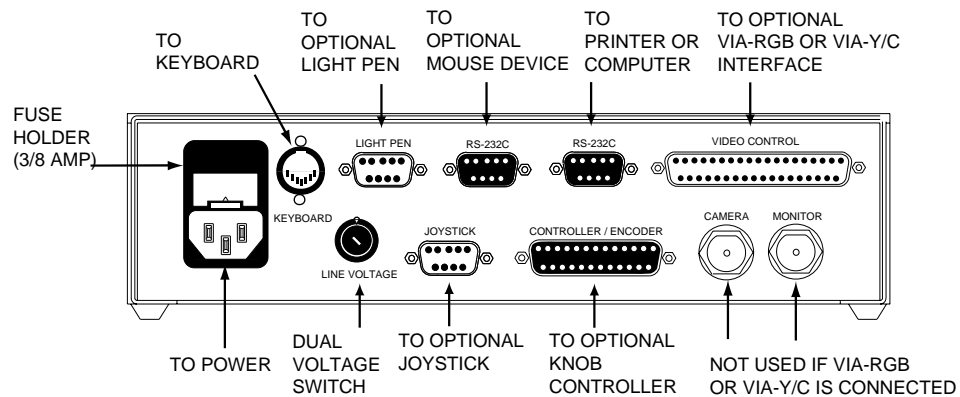 TO
KEYBOARD
TO
OPTIONAL
LIGHT PEN
TO
OPTIONAL
MOUSE DEVICE
TO
PRINTER OR
COMPUTER
TO OPTIONAL
VIA-RGB OR VIA-Y/C
INTERFACE
FUSE
HOLDER
(3/8 AMP)
LIGHT PEN
RS-232C
RS-232C
VIDEO CONTROL
KEYBOARD
LINE VOLTAGE
JOYSTICK
CONTROLLER / ENCODER
CAMERA
MONITOR
TO POWER
DUAL
VOLTAGE
SWITCH
TO OPTIONAL
JOYSTICK
TO OPTIONAL
KNOB
CONTROLLER
NOT USED IF VIA-RGB
OR VIA-Y/C IS CONNECTED